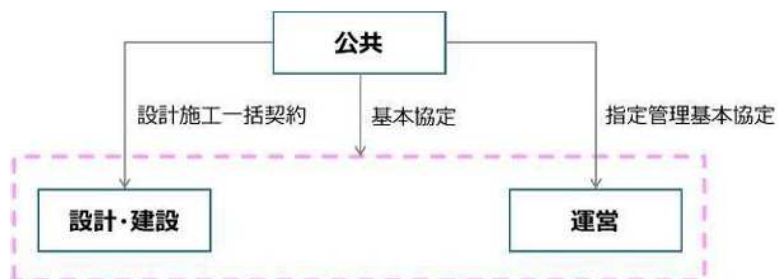 公共
設計施工一括契約
基本協定
指定管理基本協定
設計・建設
運営